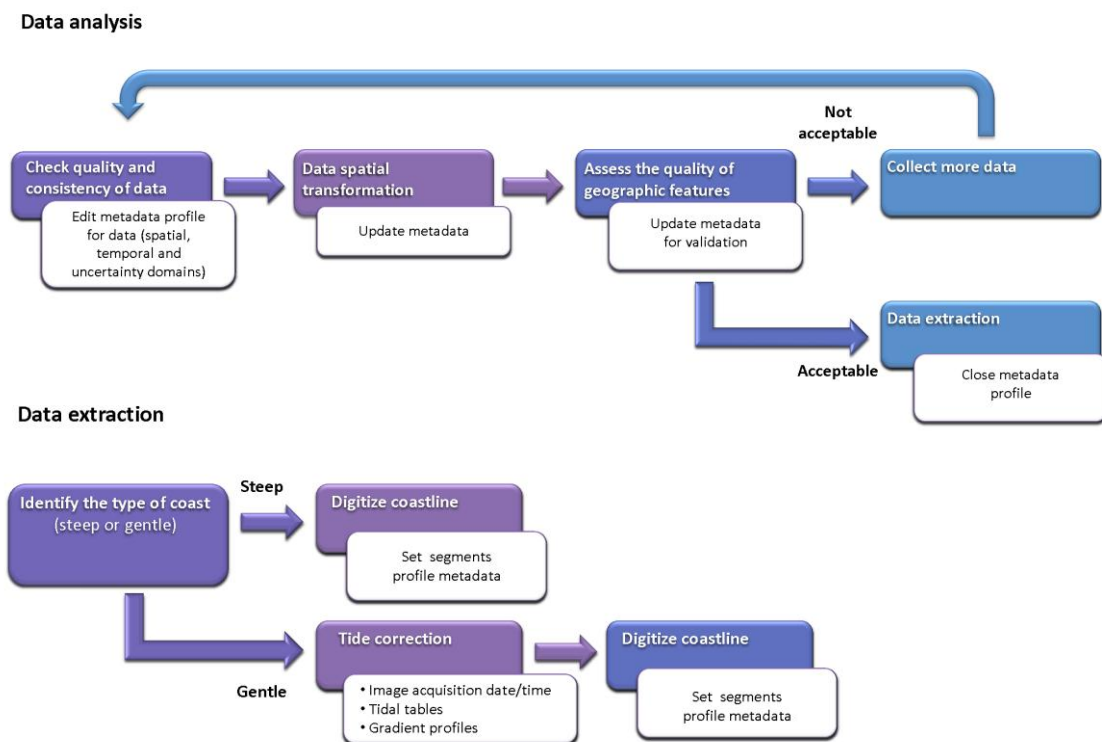 Data analysis
Not
acceptable
Check quality and
consistency of data
Edit metadata profile
for data (spatial,
temporal and
uncertainty domains)
Data spatial
transformation
Update metadata
Assess the quality of
geographic features
Update metadata
for validation
Collect more data
Acceptable
Data extraction
Close metadata
profile
Data extraction
Identify the type of coast
(steep or gentle)
Steep
Digitize coastline
Set segments
profile metadata
Gentle
Tide correction
• Image acquisition date/time
• Tidal tables
• Gradient profiles
Digitize coastline
Set segments
profile metadata